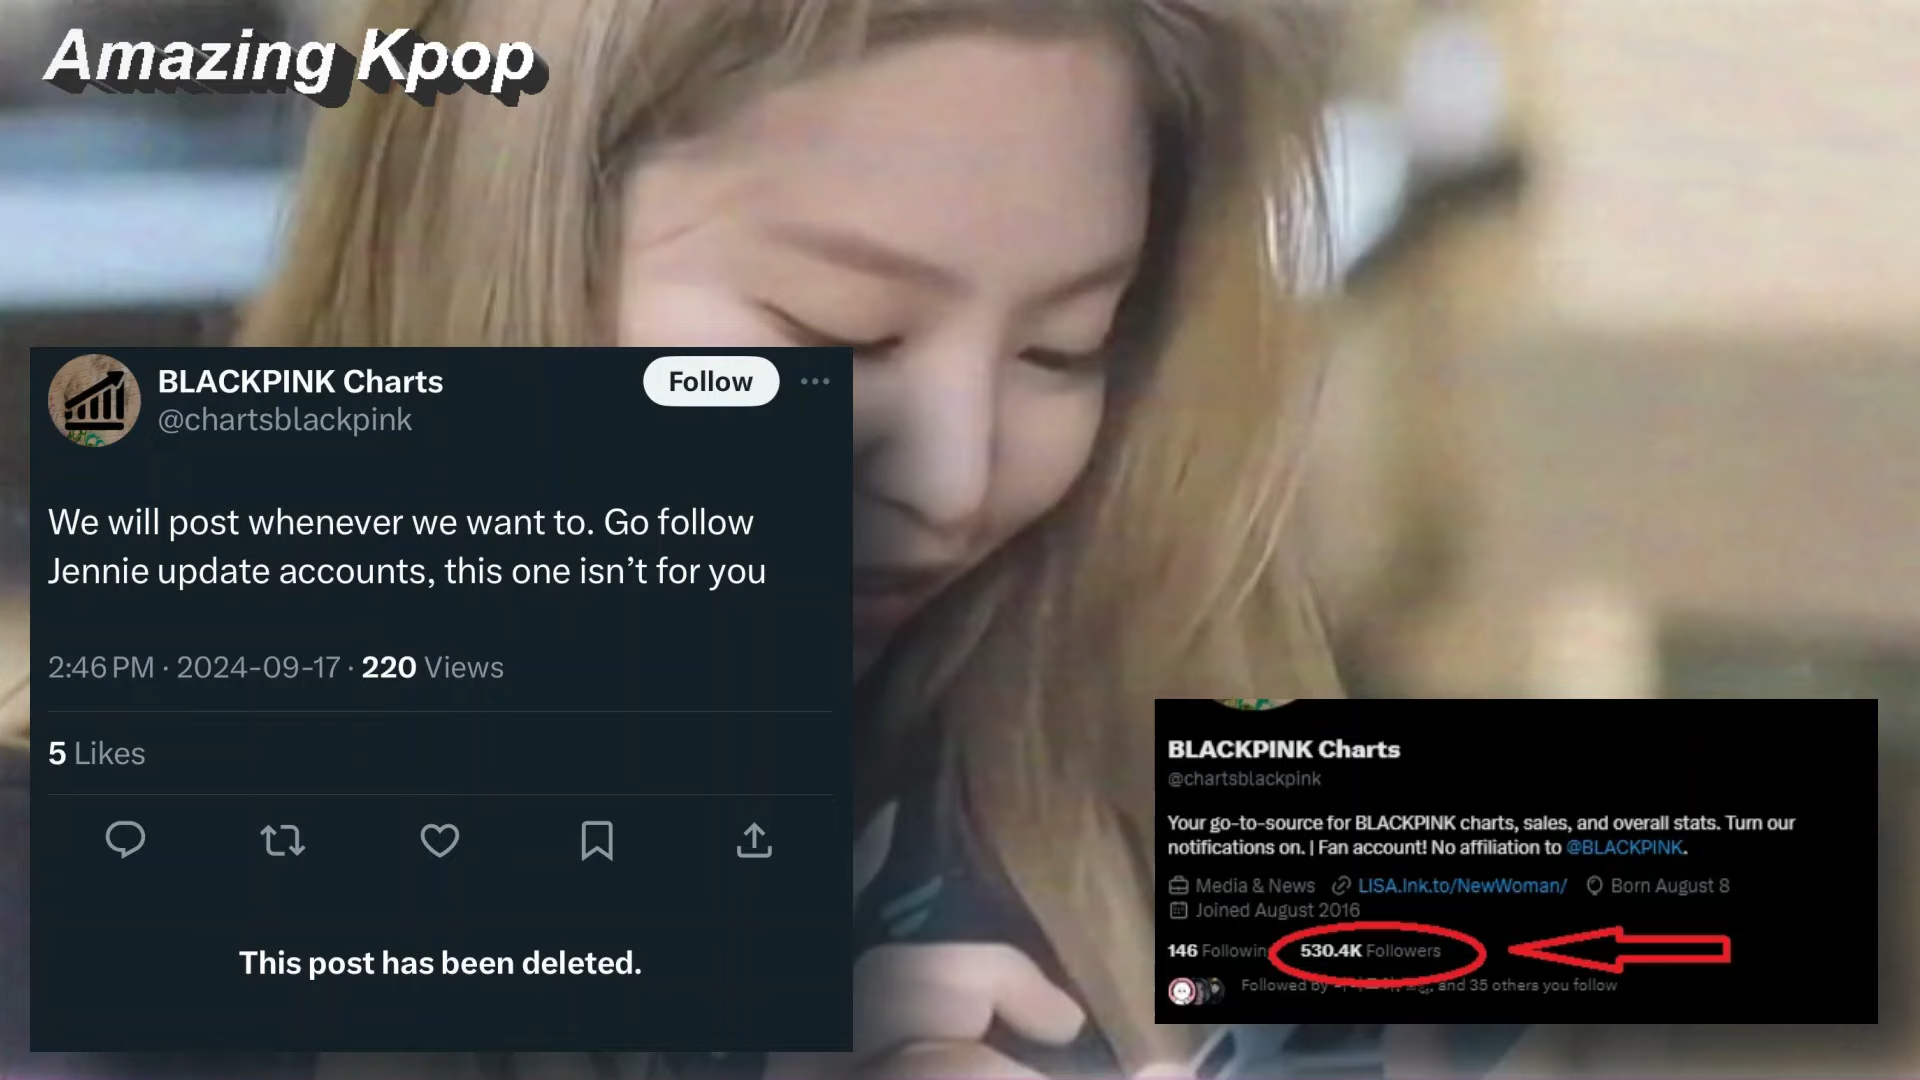 Amazing Kpop
BLACKPINK Charts
@chartsblackpink
Follow
We will post whenever we want to. Go follow
Jennie update accounts, this one isn’t for you
2:46 PM · 2024-09-17 · 220 Views
5 Likes
This post has been deleted.
BLACKPINK Charts
@chartsblackpink
Your go-to-source for BLACKPINK charts, sales, and overall stats. Turn our
notifications on. | Fan account! No affiliation to @BLACKPINK.
Media & News LISA.lnk.to/NewWoman/ Born August 8
Joined August 2016
146 Following 530.4K Followers
Followed by and 35 others you follow